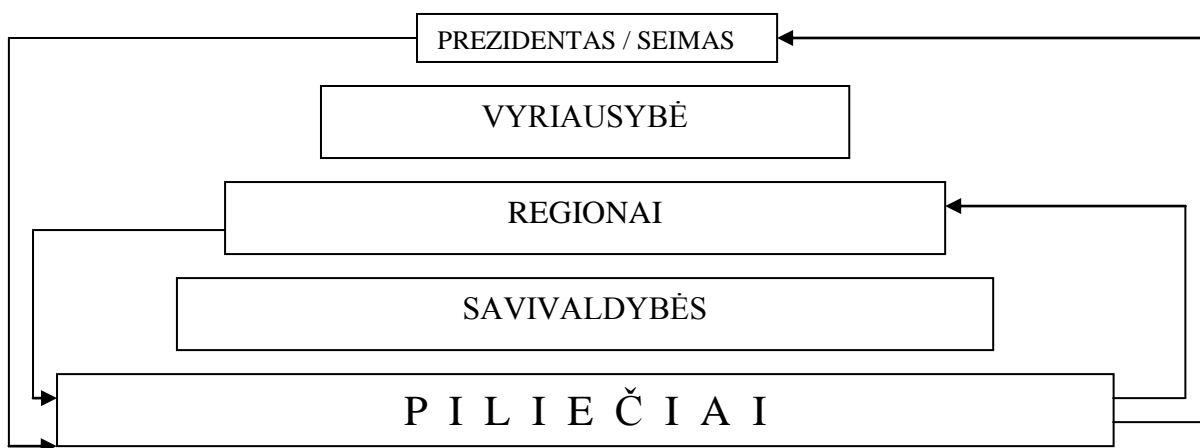 PREZIDENTAS / SEIMAS
VYRIAUSYBĖ
REGIONAI
SAVIVALDYBĖS
P I L I E Č I A I